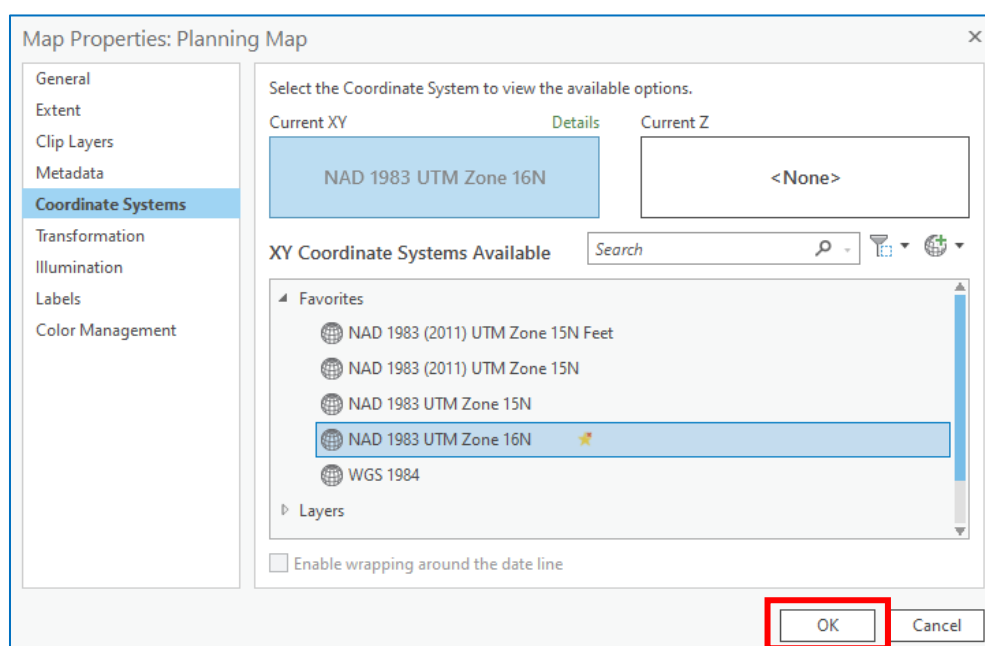 Map Properties: Planning Map
General
Extent
Clip Layers
Metadata
Coordinate Systems
Transformation
Illumination
Labels
Color Management
Select the Coordinate System to view the available options.
Current XY Details Current Z
NAD 1983 UTM Zone 16N <None>
XY Coordinate Systems Available Search
Favorites
NAD 1983 (2011) UTM Zone 15N Feet
NAD 1983 (2011) UTM Zone 15N
NAD 1983 UTM Zone 15N
NAD 1983 UTM Zone 16N
WGS 1984
Layers
Enable wrapping around the date line
OK Cancel